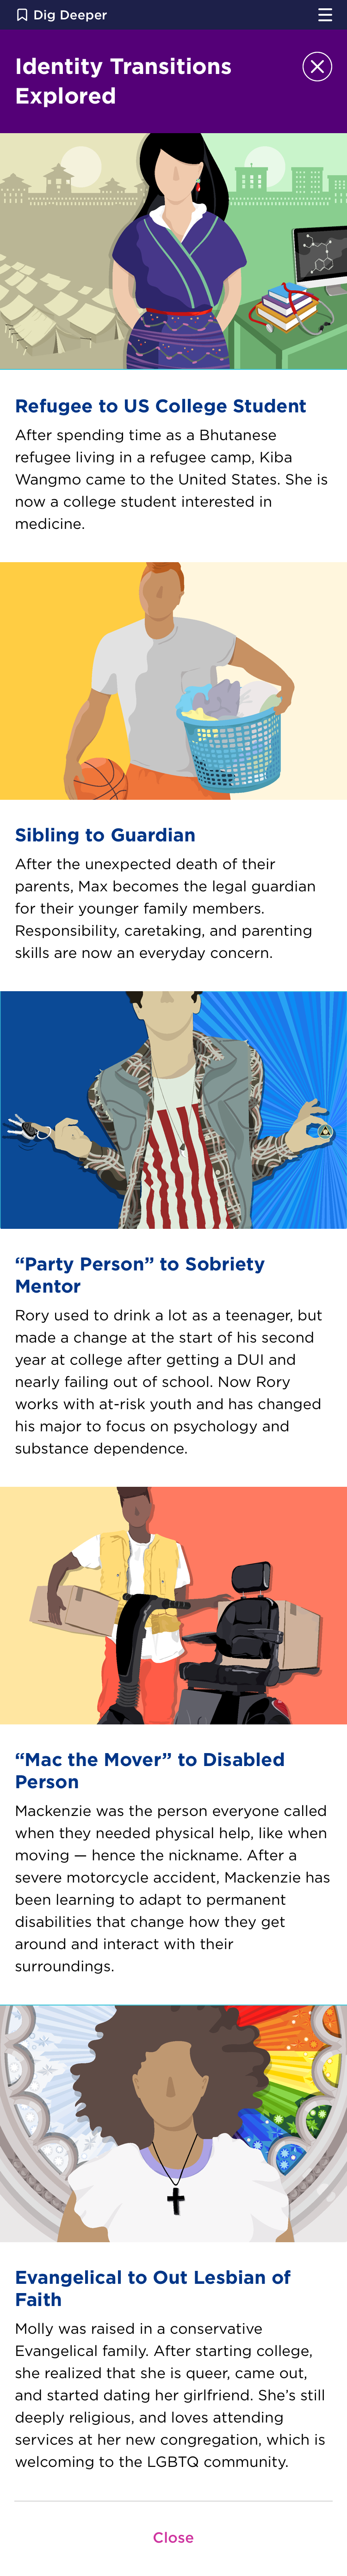 Dig Deeper
Identity Transitions
Explored
Refugee to US College Student
After spending time as a Bhutanese
refugee living in a refugee camp, Kiba
Wangmo came to the United States. She is
now a college student interested in
medicine.
Sibling to Guardian
After the unexpected death of their
parents, Max becomes the legal guardian
for their younger family members.
Responsibility, caretaking, and parenting
skills are now an everyday concern.
“Party Person” to Sobriety
Mentor
Rory used to drink a lot as a teenager, but
made a change at the start of his second
year at college after getting a DUI and
nearly failing out of school. Now Rory
works with at-risk youth and has changed
his major to focus on psychology and
substance dependence.
“Mac the Mover” to Disabled
Person
Mackenzie was the person everyone called
when they needed physical help, like when
moving — hence the nickname. After a
severe motorcycle accident, Mackenzie has
been learning to adapt to permanent
disabilities that change how they get
around and interact with their
surroundings.
Evangelical to Out Lesbian of
Faith
Molly was raised in a conservative
Evangelical family. After starting college,
she realized that she is queer, came out,
and started dating her girlfriend. She’s still
deeply religious, and loves attending
services at her new congregation, which is
welcoming to the LGBTQ community.
Close